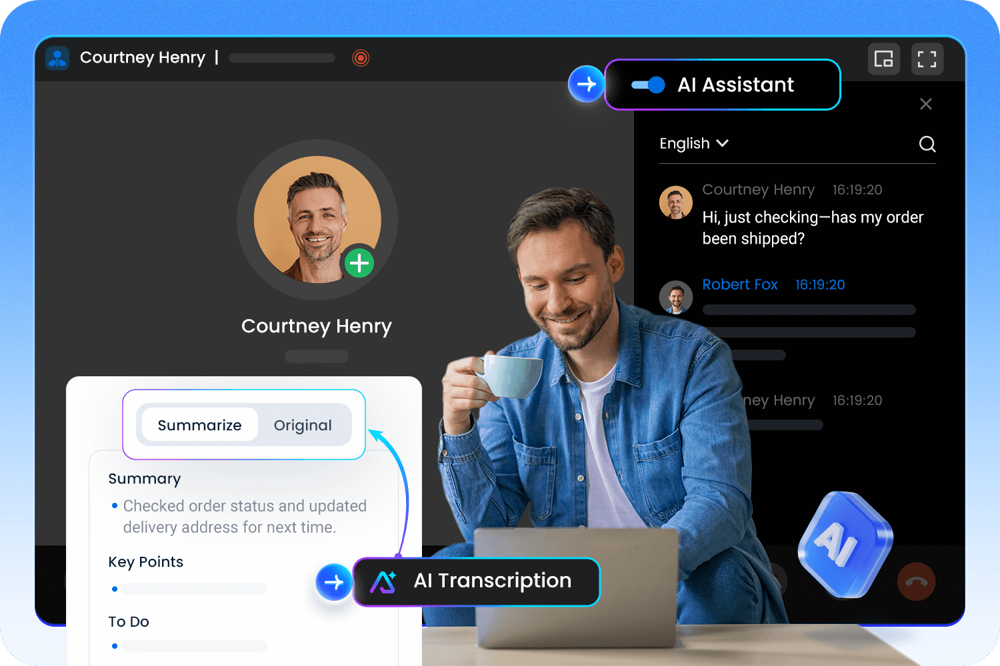 Courtney Henry |
AI Assistant
English
Courtney Henry 16:19:20
Hi, just checking—has my order
been shipped?
Robert Fox 16:19:20
ney Henry 16:19:20
Courtney Henry
Summarize Original
Summary
• Checked order status and updated
delivery address for next time.
Key Points
•
To Do
•
AI Transcription
AI